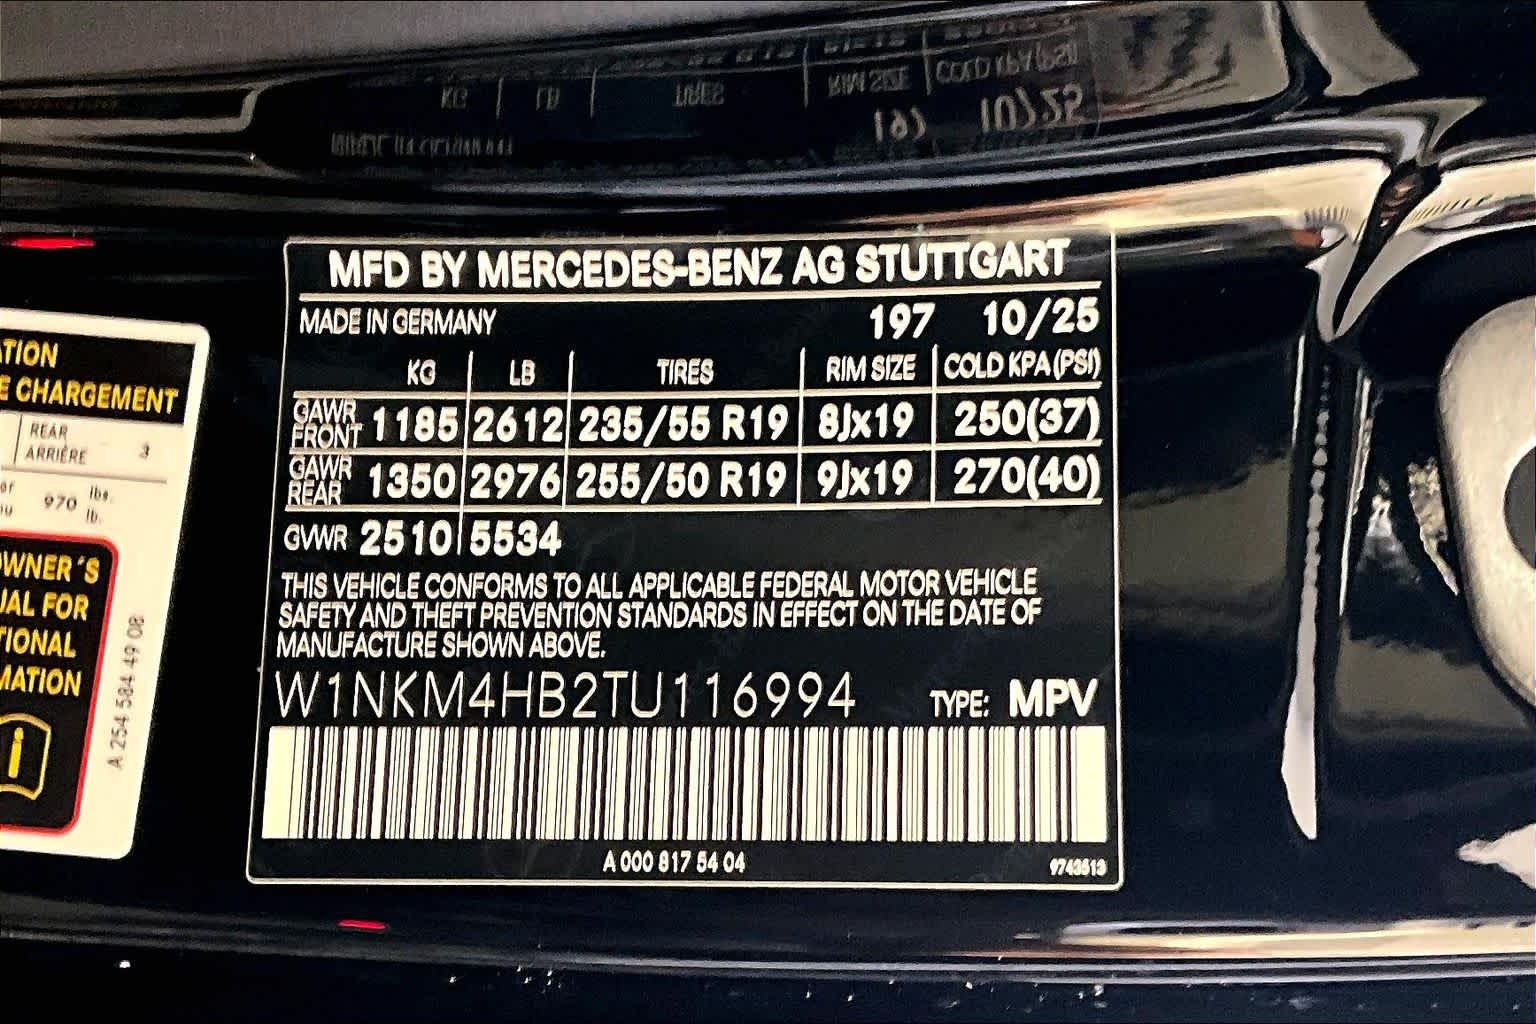 MFD BY MERCEDES-BENZ AG STUTTGART
MADE IN GERMANY 197 10/25
KG LB TIRES RIM SIZE COLD KPA(PSI)
GAWR FRONT 1185 2612 235/55 R19 8Jx19 250(37)
GAWR REAR 1350 2976 255/50 R19 9Jx19 270(40)
GVWR 2510 5534
THIS VEHICLE CONFORMS TO ALL APPLICABLE FEDERAL MOTOR VEHICLE
SAFETY AND THEFT PREVENTION STANDARDS IN EFFECT ON THE DATE OF
MANUFACTURE SHOWN ABOVE.
W1NKM4HB2TU116994 TYPE: MPV
A 000 817 54 04 9743513
ATION
E CHARGEMENT
REAR
ARRIÈRE 3
or
ou 970 lbs.
lb.
OWNER´S
UAL FOR
TIONAL
MATION
A 254 584 49 08